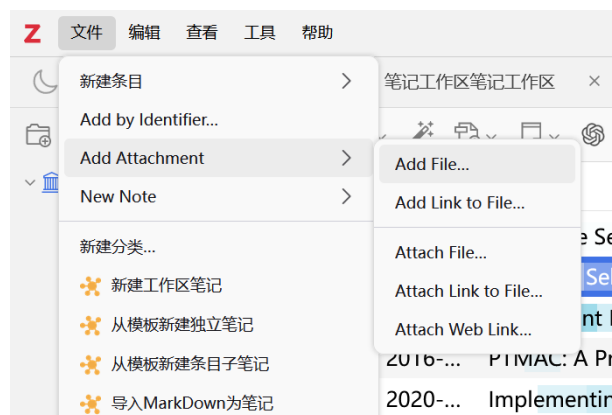 Z 文件 编辑 查看 工具 帮助
新建条目
笔记工作区笔记工作区 ×
Add by Identifier...
Add Attachment
Add File...
New Note
Add Link to File...
新建分类...
Attach File...
新建工作区笔记
Attach Link to File...
从模板新建独立笔记
Attach Web Link...
从模板新建条目子笔记
2016-... PTMAC: A Pr
导入MarkDown为笔记
2020-... Implementin